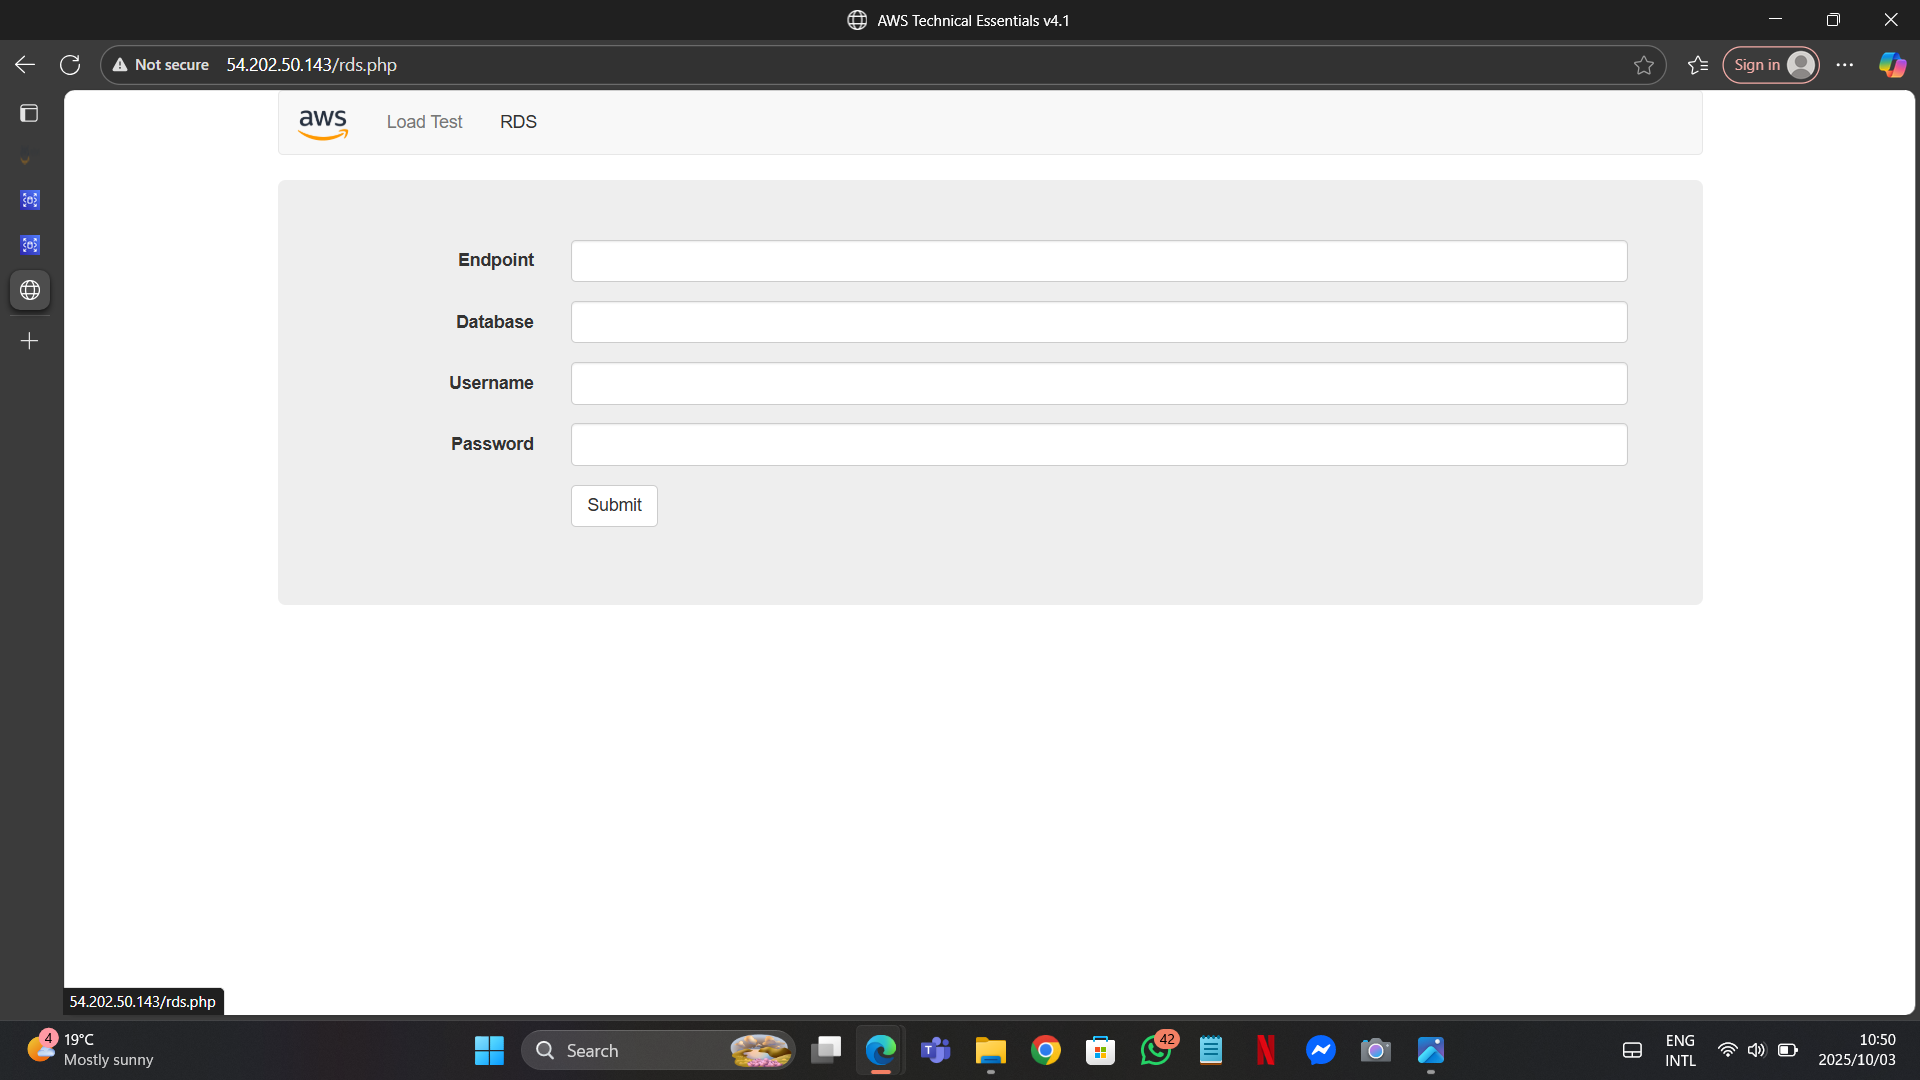 AWS Technical Essentials v4.1
Not secure 54.202.50.143/rds.php
Sign in
aws Load Test RDS
Endpoint
Database
Username
Password
Submit
54.202.50.143/rds.php
4 19°C
Mostly sunny
Search
T
42
N
ENG
INTL
10:50
2025/10/03